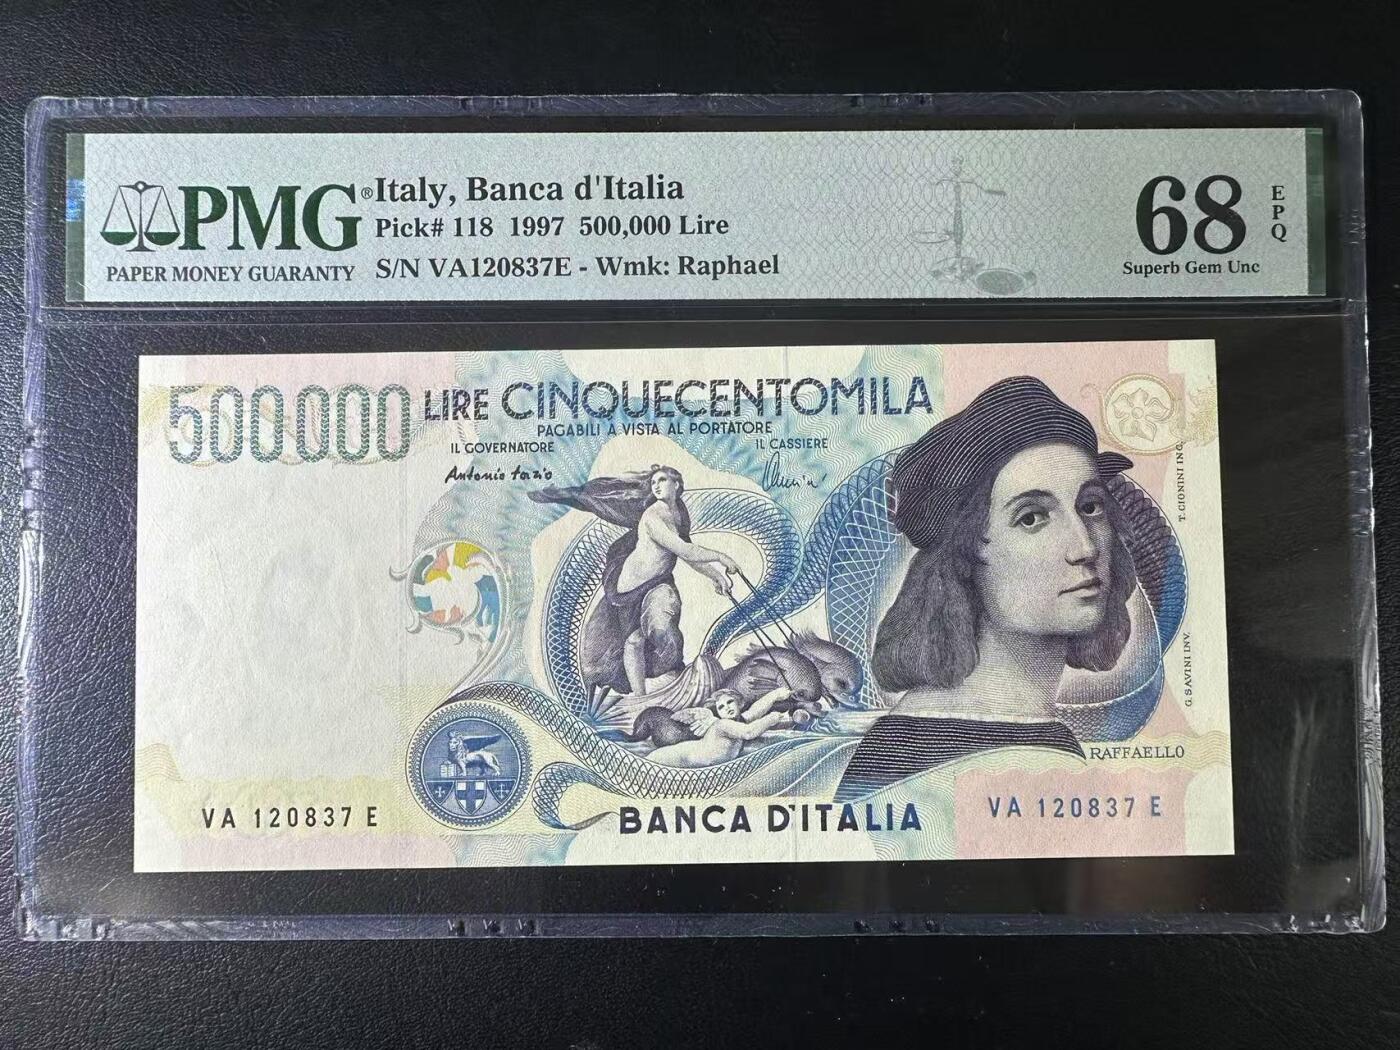 PMG®
PAPER MONEY GUARANTY
Italy, Banca d'Italia
Pick# 118 1997 500,000 Lire
S/N VA120837E - Wmk: Raphael
68
EPQ
Superb Gem Unc
500000 LIRE CINQUECENTOMILA
PAGABILI A VISTA AL PORTATORE
IL GOVERNATORE
IL CASSIERE
Antonio Fazio
T. CIONINI INC.
G. SAVINI INV.
RAFFAELLO
VA 120837 E
BANCA D'ITALIA
VA 120837 E